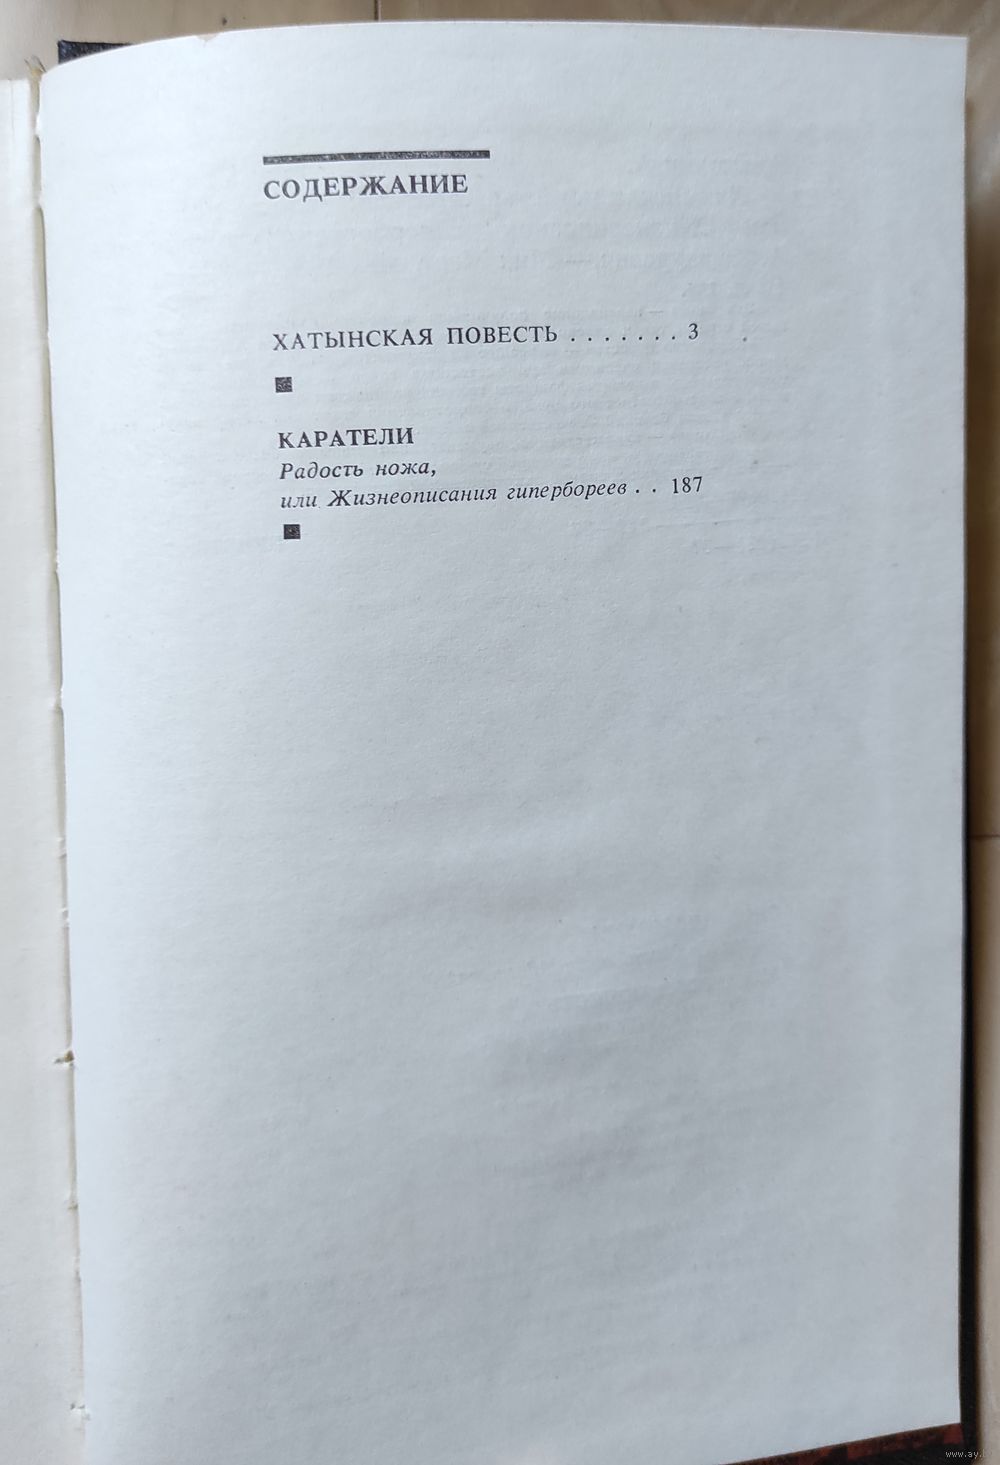 СОДЕРЖАНИЕ
ХАТЫНСКАЯ ПОВЕСТЬ . . . . . . . 3
КАРАТЕЛИ
Радость ножа,
или Жизнеописания гипербореев . . 187